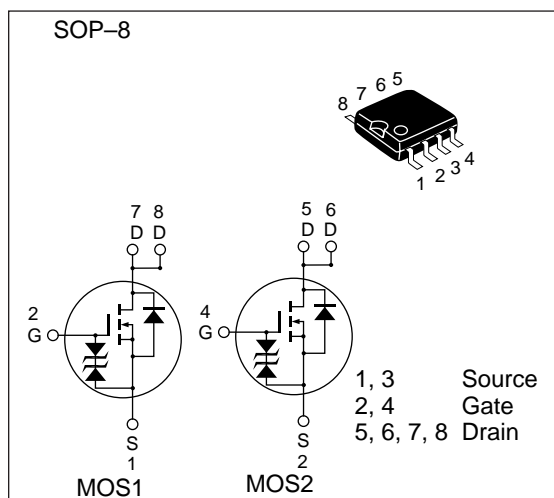 SOP–8
8 7 6 5
1 2 3 4
7 8
D D
2
G
S
1
MOS1
5 6
D D
4
G
S
2
MOS2
1, 3 Source
2, 4 Gate
5, 6, 7, 8 Drain